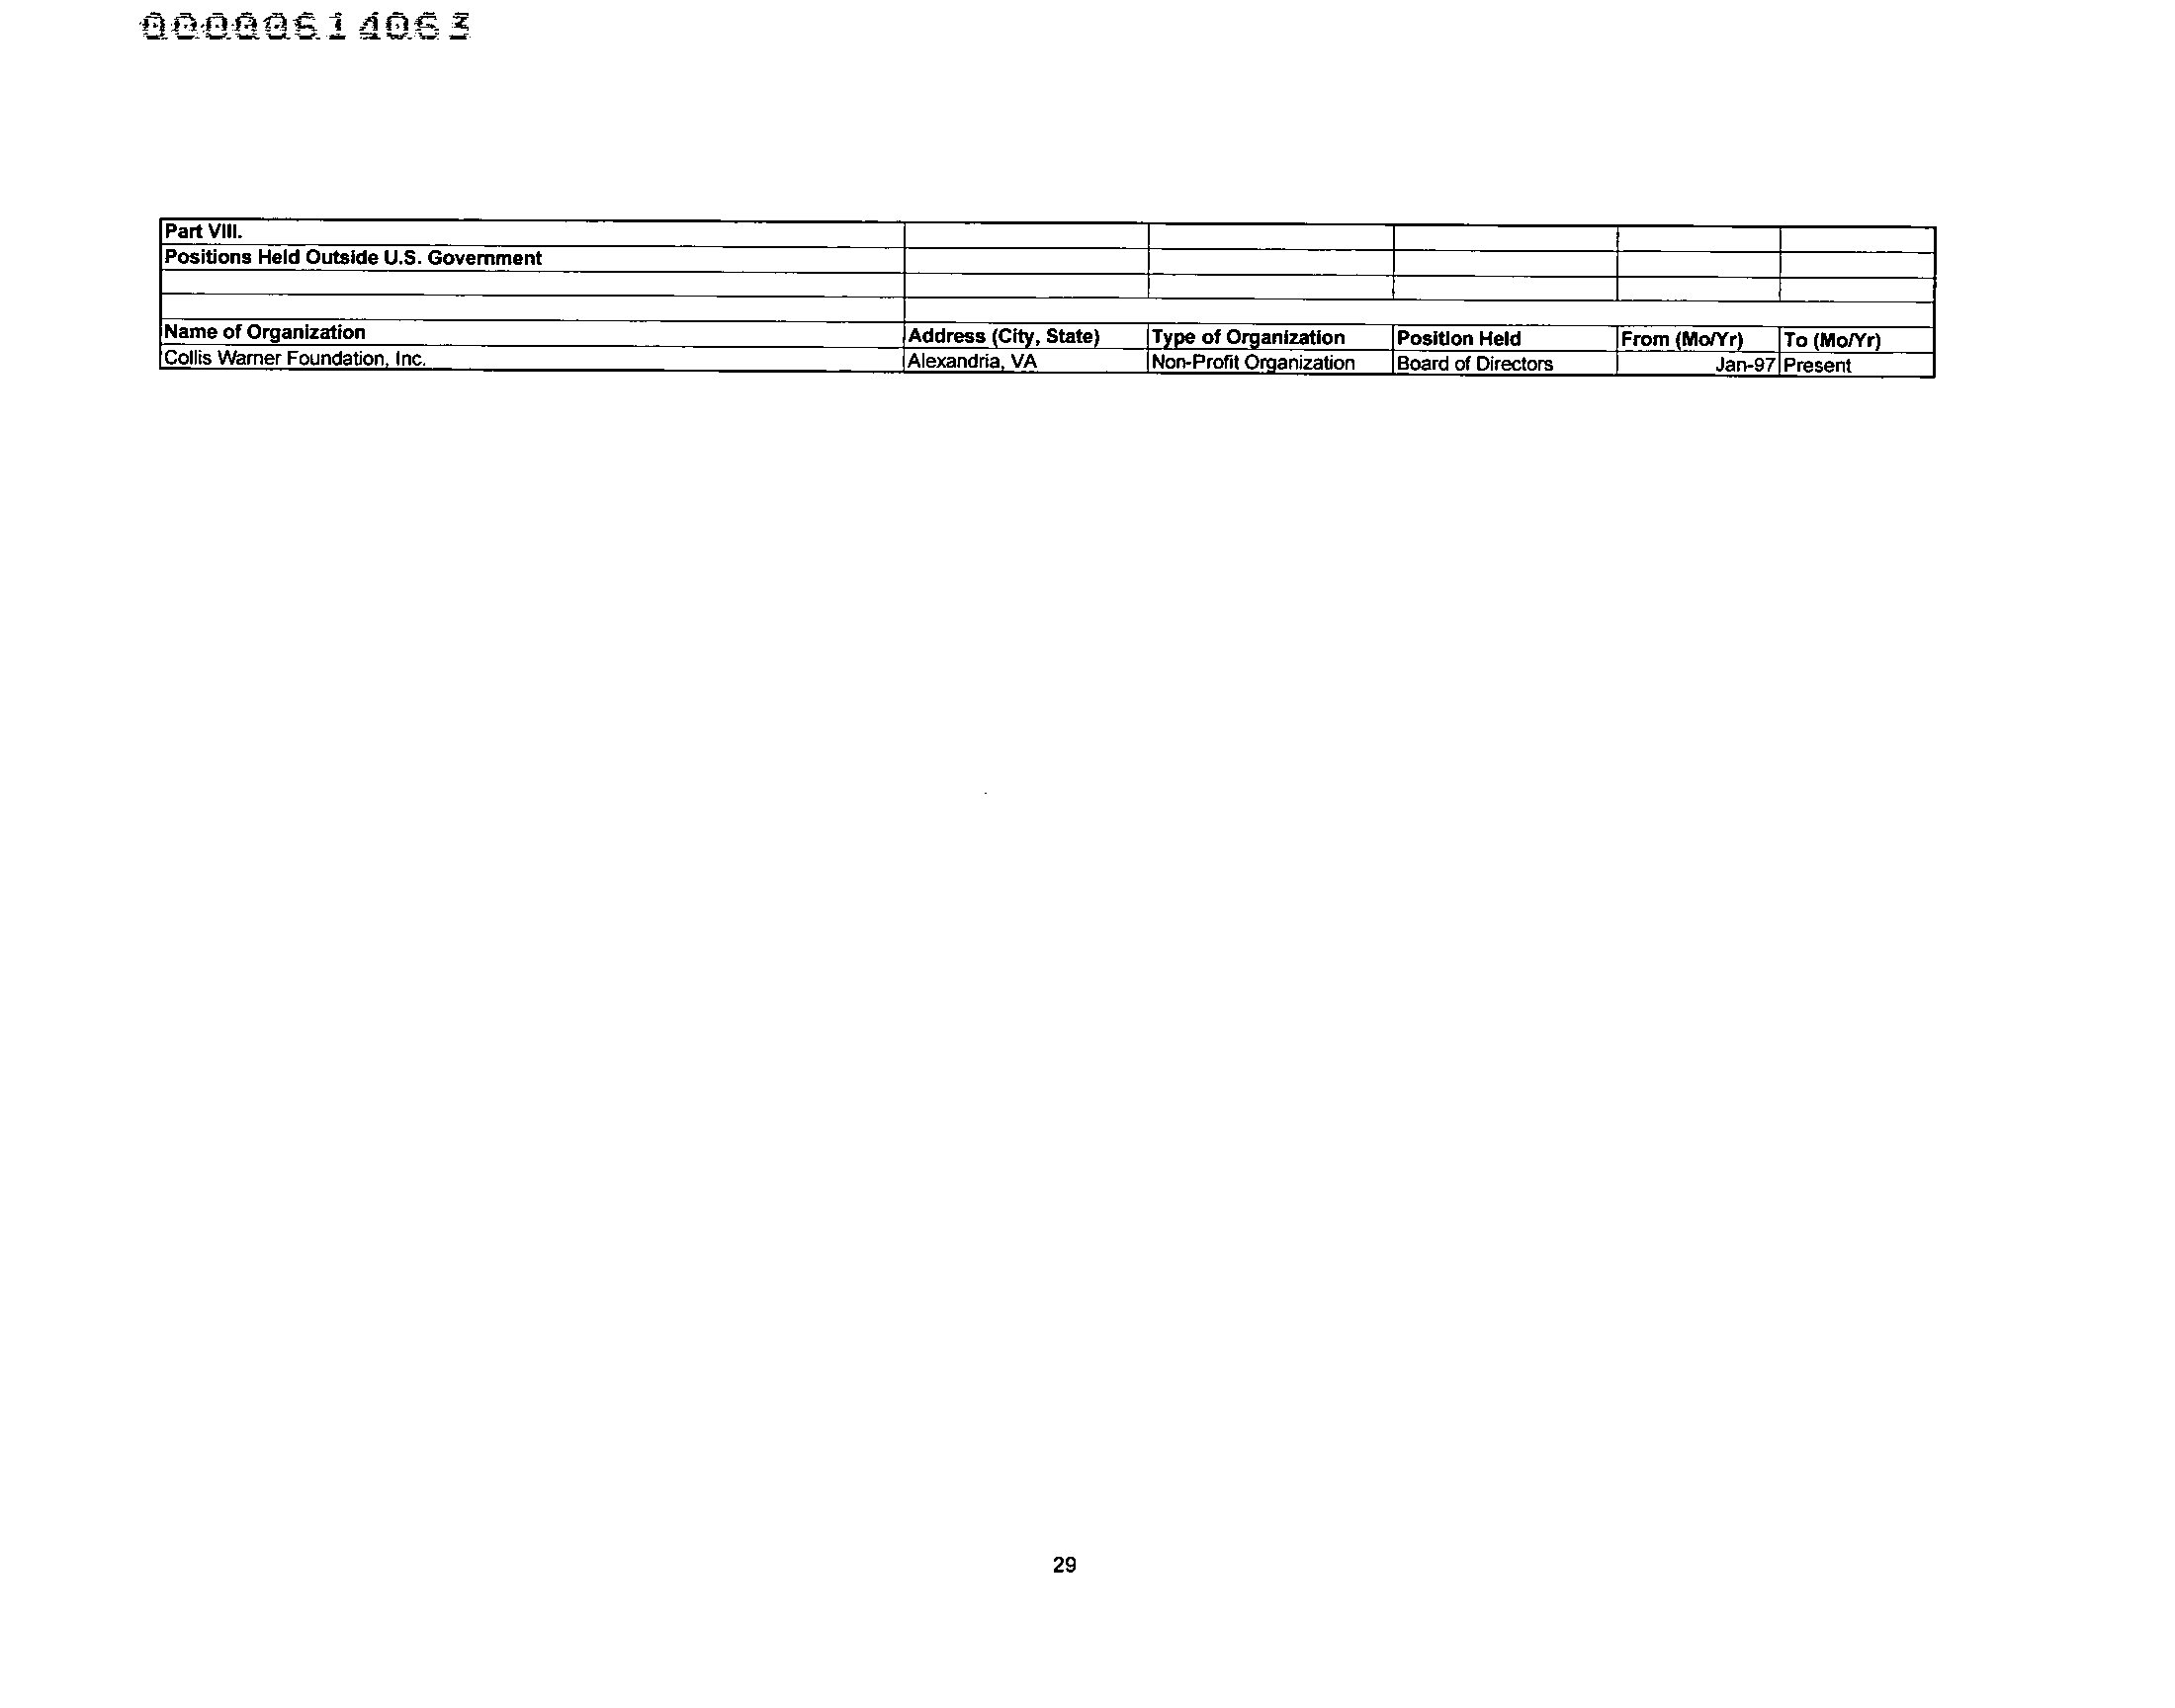 00000614063
Part VIII.
Positions Held Outside U.S. Government
Name of Organization Address (City, State) Type of Organization Position Held From (Mo/Yr) To (Mo/Yr)
Collis Warner Foundation, Inc. Alexandria, VA Non-Profit Organization Board of Directors Jan-97 Present
29